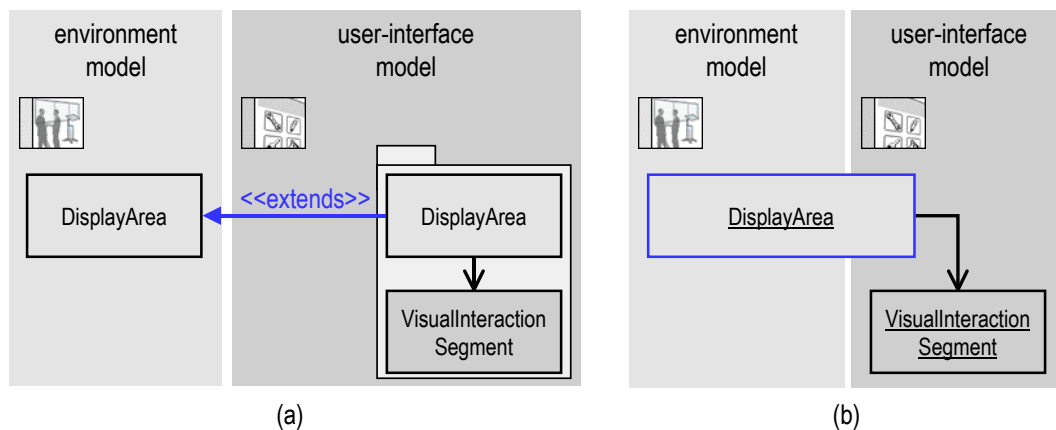 environment
model
user-interface
model
DisplayArea
<<extends>>
DisplayArea
VisualInteraction
Segment
(a)
environment
model
user-interface
model
DisplayArea
VisualInteraction
Segment
(b)